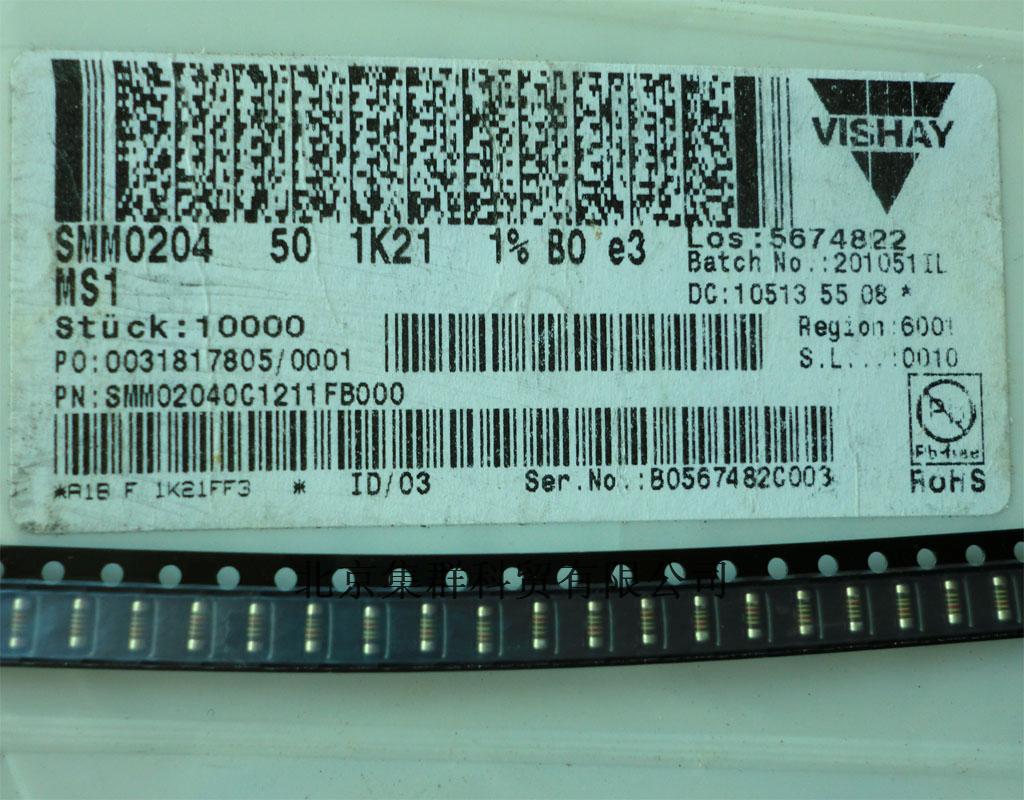 VISHAY
SMM0204 50 1K21 1% B0 e3
MS1
Los:5674822
Batch No.:201051IL
DC:10513 55 08 *
Stück:10000
Region:6001
PO:0031817805/0001
S.L...:0010
PN:SMM02040C1211FB000
Pb-free
*A1B F 1K21FF3 * ID/03 Ser.No.:B0567482C003
RoHS
北京集群科贸有限公司